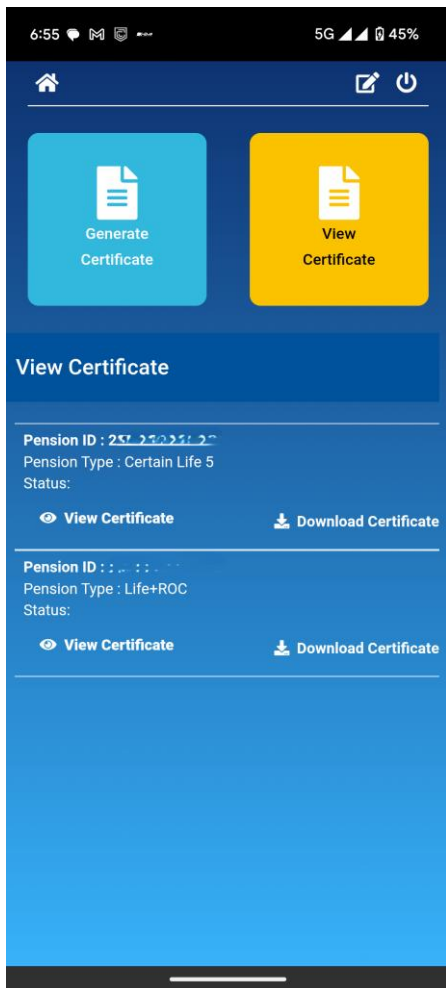 6:55
5G 45%
Generate
Certificate
View
Certificate
View Certificate
Pension ID :
Pension Type : Certain Life 5
Status:
View Certificate
Download Certificate
Pension ID :
Pension Type : Life+ROC
Status:
View Certificate
Download Certificate